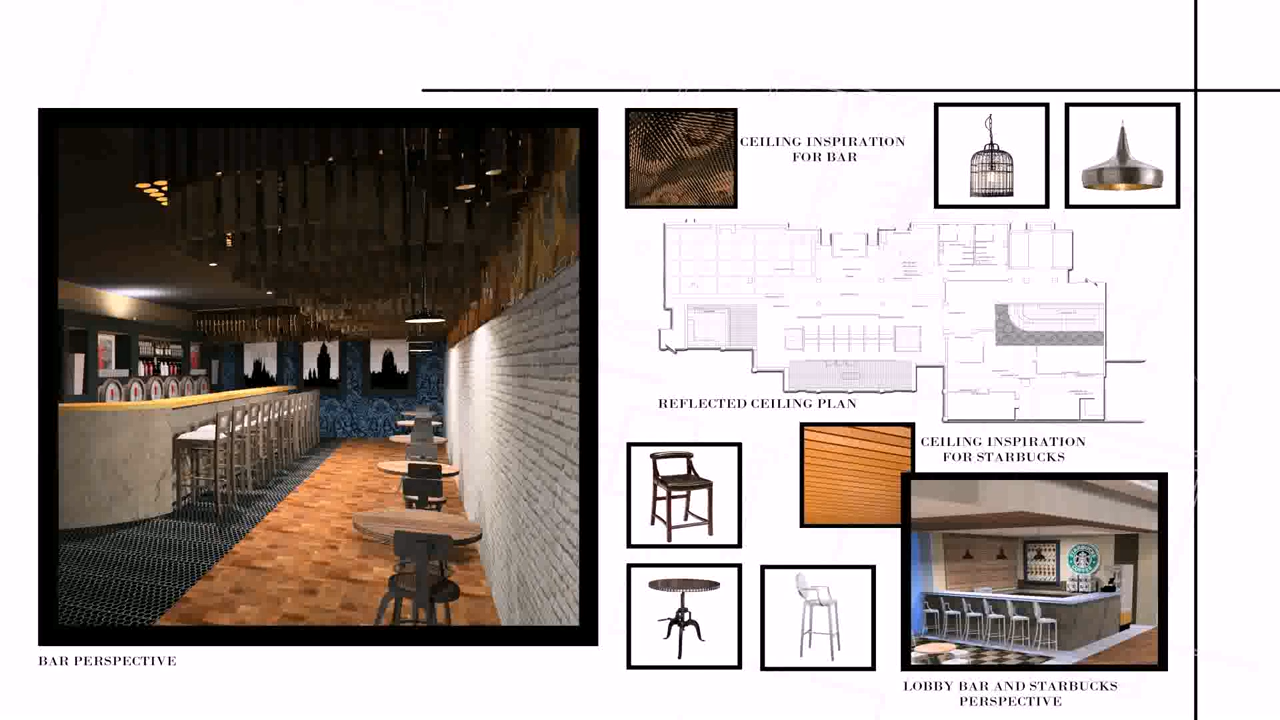 CEILING INSPIRATION
FOR BAR
REFLECTED CEILING PLAN
CEILING INSPIRATION
FOR STARBUCKS
BAR PERSPECTIVE
LOBBY BAR AND STARBUCKS
PERSPECTIVE